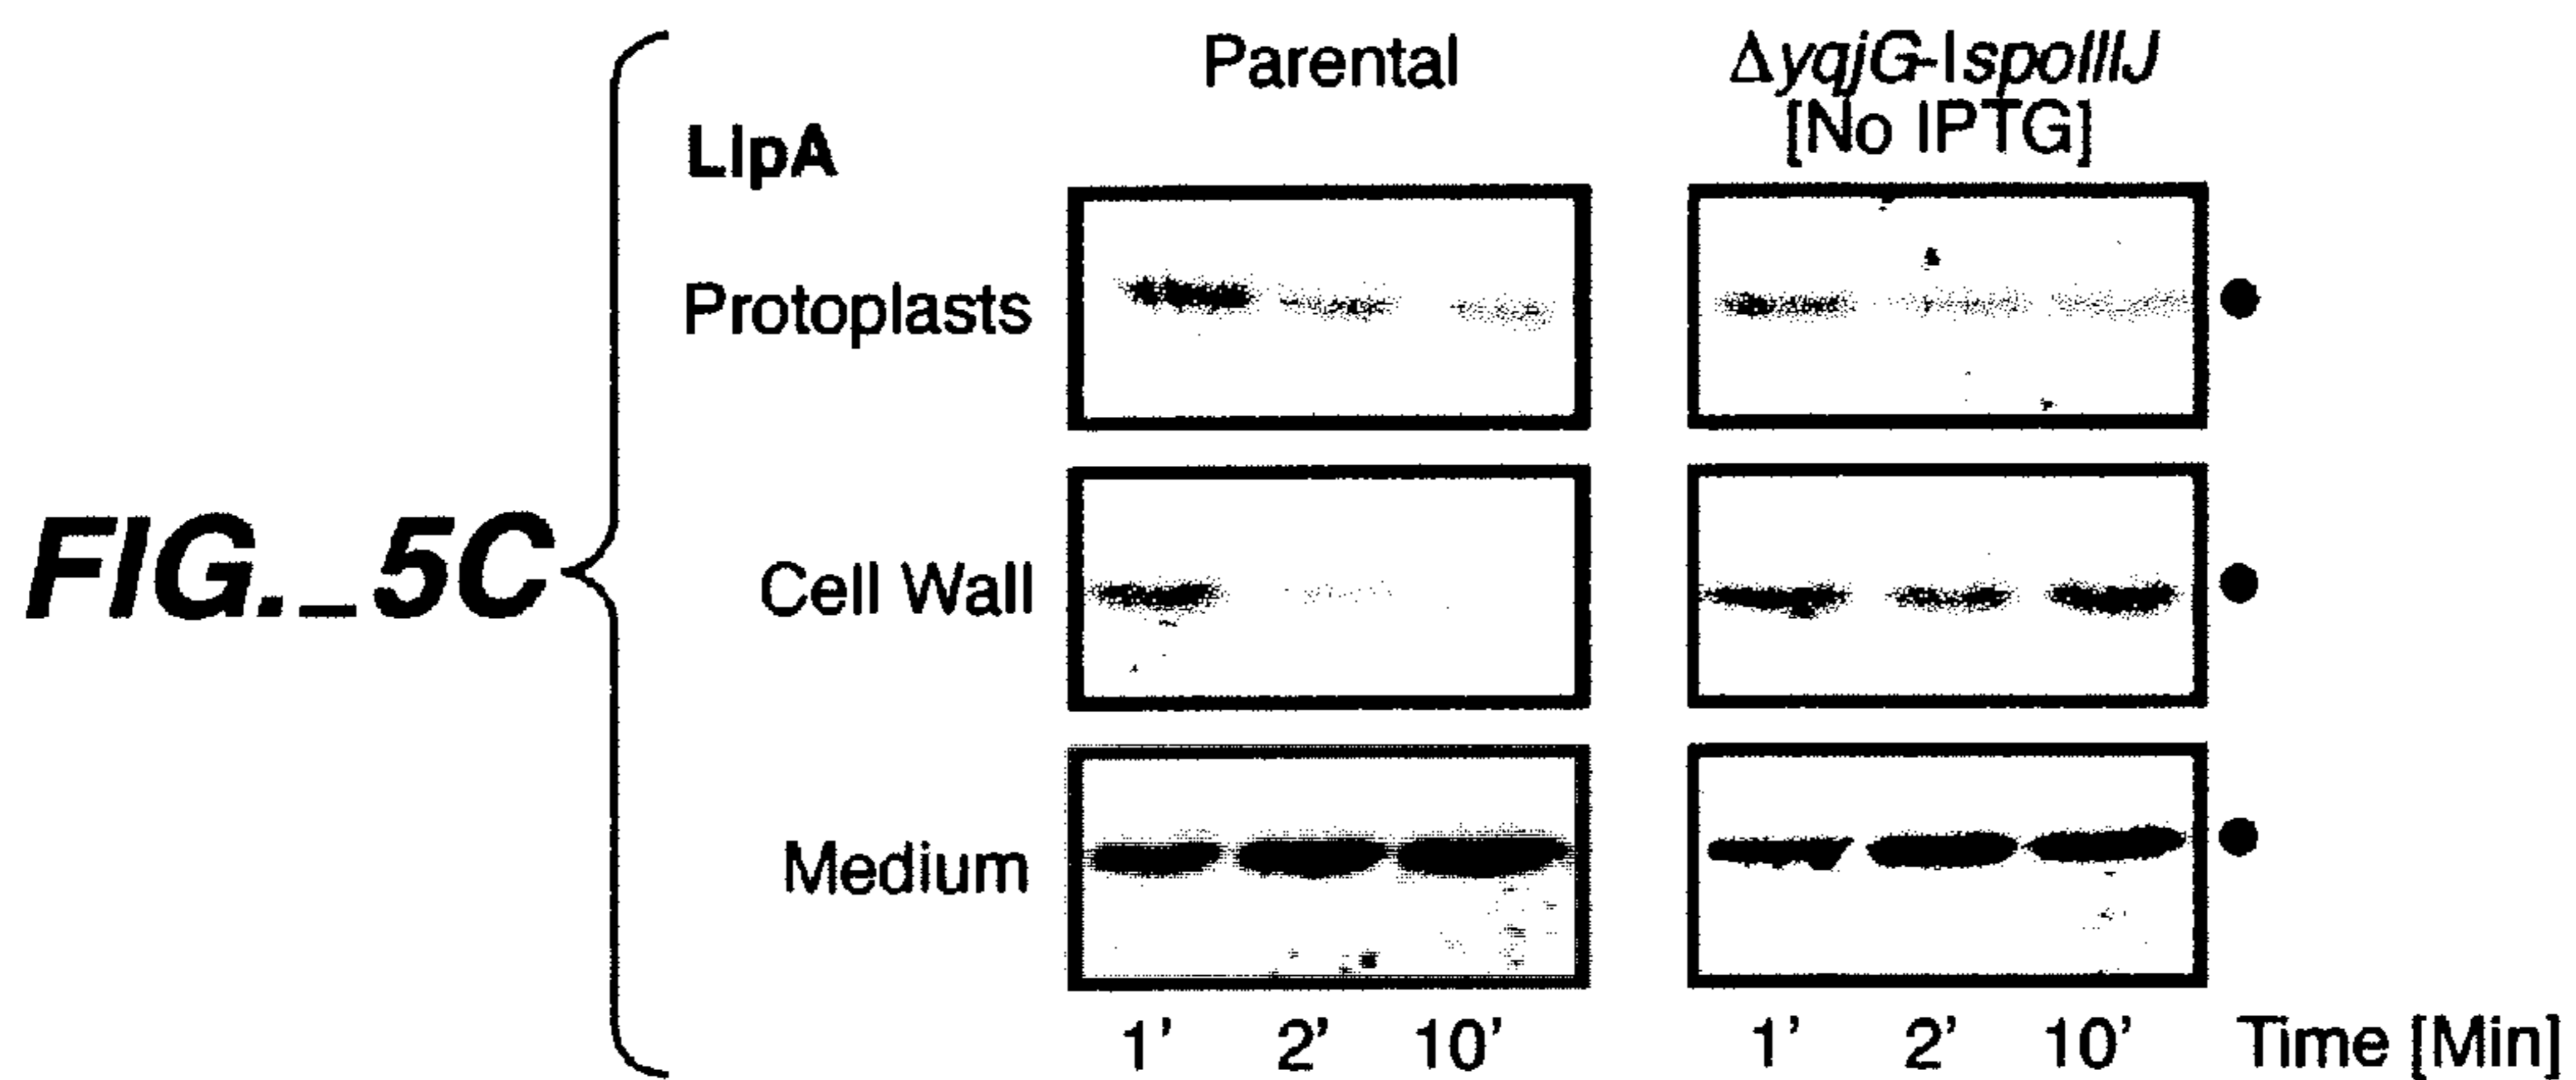 Parental
ΔyqjG-IspoIIIJ
[No IPTG]
LipA
Protoplasts
Cell Wall
Medium
FIG._5C
1' 2' 10' 1' 2' 10' Time [Min]